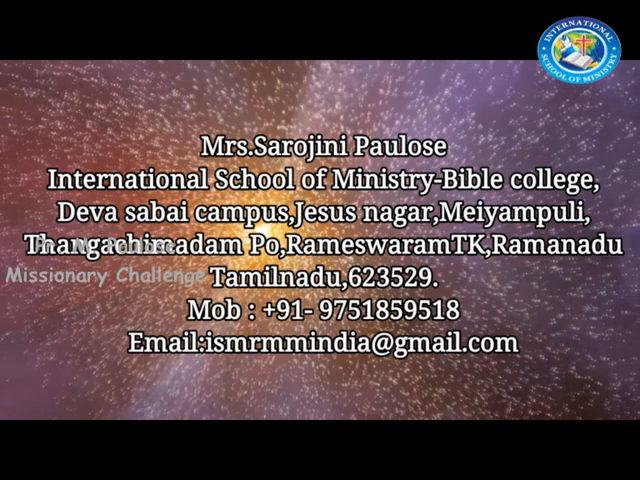 INTERNATIONAL
SCHOOL OF MINISTRY
Mrs.Sarojini Paulose
International School of Ministry-Bible college,
Deva sabai campus,Jesus nagar,Meiyampuli,
Thangachimadam Po,RameswaramTK,Ramanadu
Tamilnadu,623529.
Mob : +91- 9751859518
Email:ismrmmindia@gmail.com
Missionary Challenge